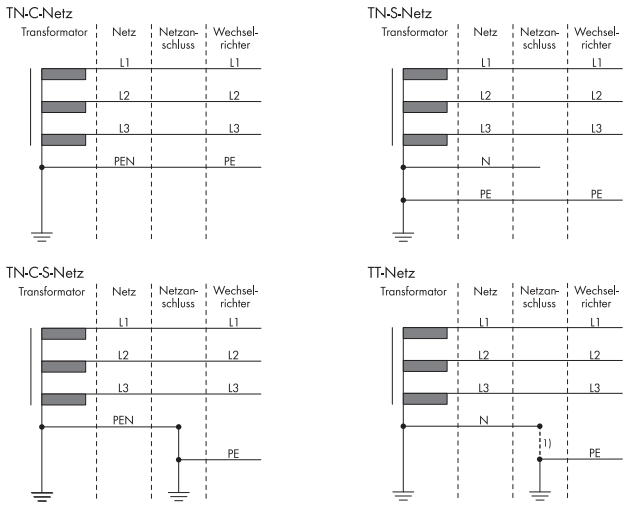 TN-C-Netz
Transformator Netz Netzan-schluss Wechsel-richter
L1 L1
L2 L2
L3 L3
PEN PE
TN-S-Netz
Transformator Netz Netzan-schluss Wechsel-richter
L1 L1
L2 L2
L3 L3
N
PE PE
TN-C-S-Netz
Transformator Netz Netzan-schluss Wechsel-richter
L1 L1
L2 L2
L3 L3
PEN
PE
TT-Netz
Transformator Netz Netzan-schluss Wechsel-richter
L1 L1
L2 L2
L3 L3
N
1)
PE